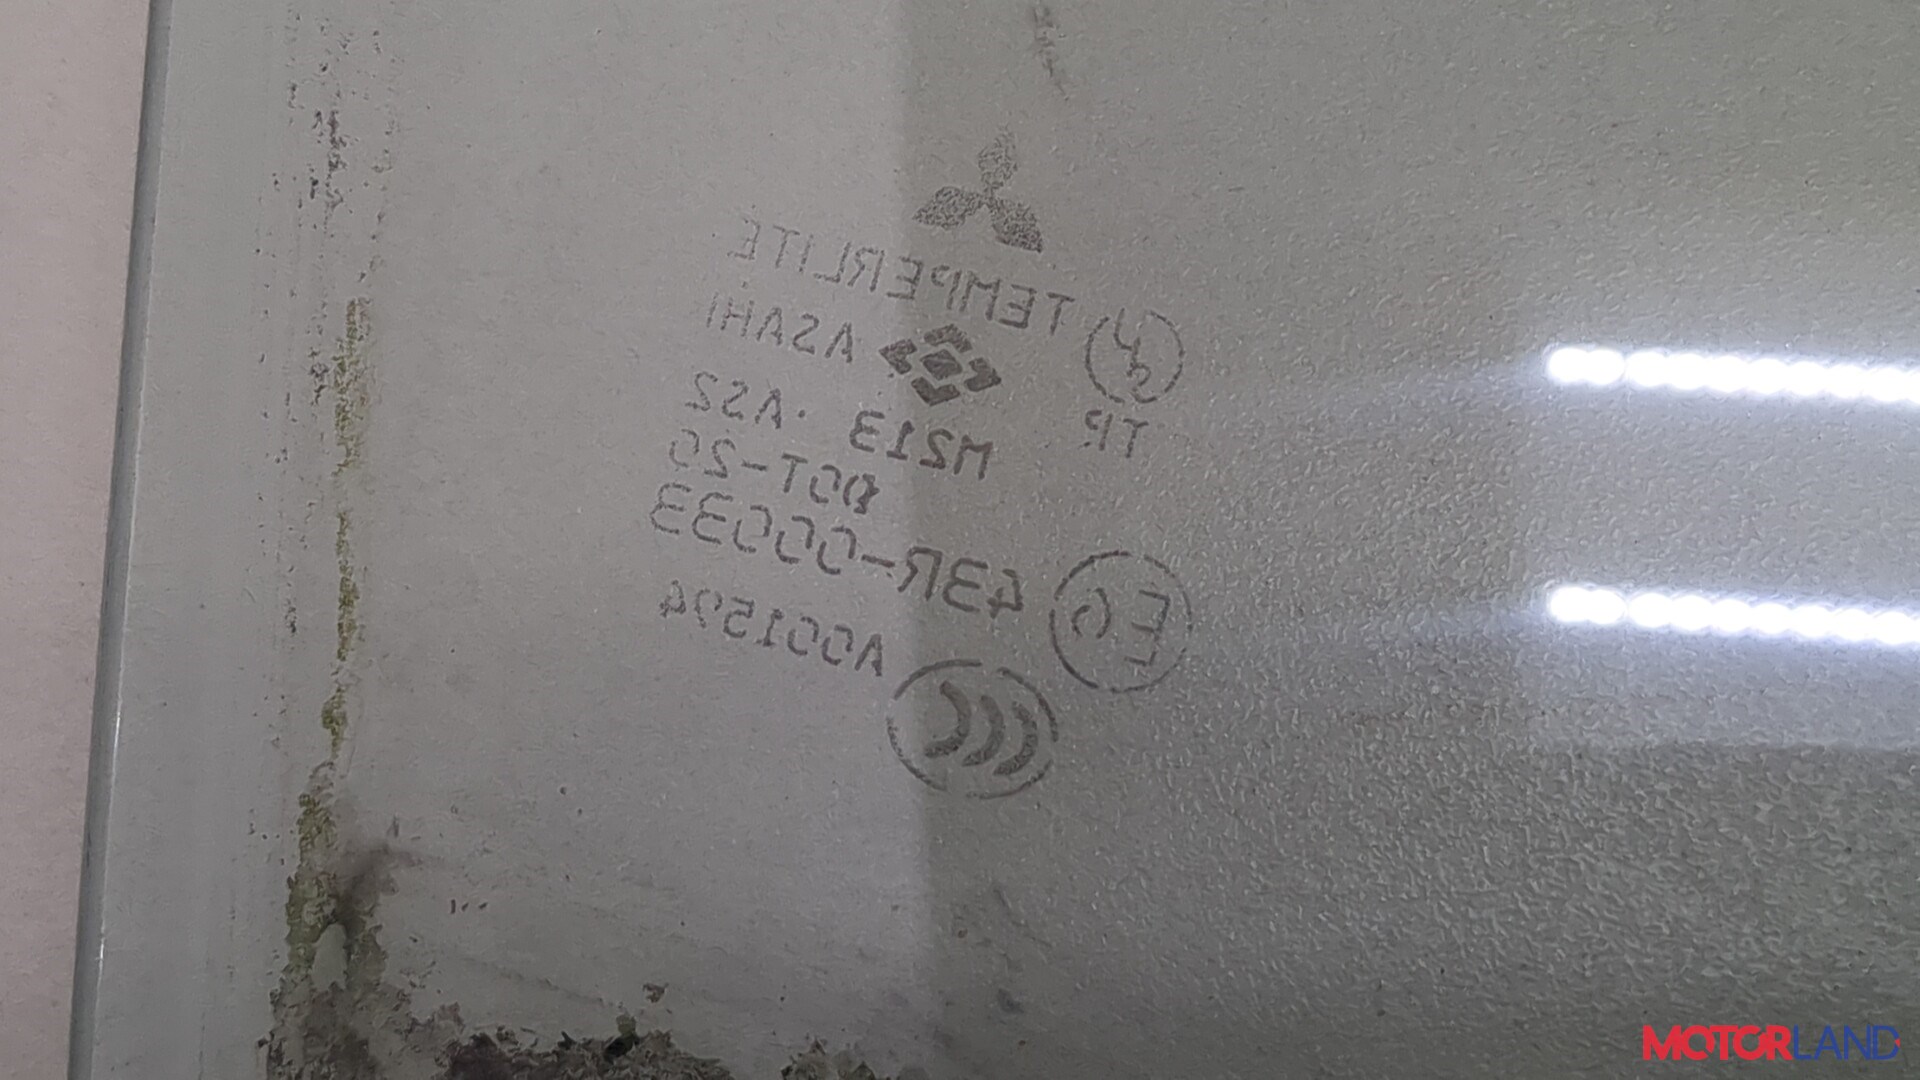 TEMPERLITE
ASAHI
TP
M213 · AS2
DOT-20
E6 43R-00033
A001594
MOTORLAND